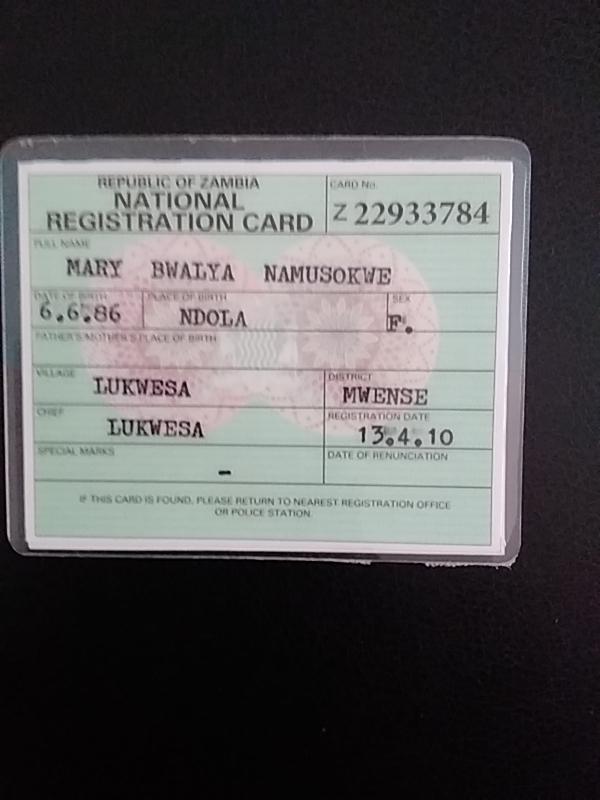 REPUBLIC OF ZAMBIA
NATIONAL
REGISTRATION CARD
CARD No.
Z 22933784
FULL NAME
MARY BWALYA NAMUSOKWE
DATE OF BIRTH PLACE OF BIRTH SEX
6.6.86 NDOLA F.
FATHER'S/MOTHER'S PLACE OF BIRTH
VILLAGE DISTRICT
LUKWESA MWENSE
CHIEF REGISTRATION DATE
LUKWESA 13.4.10
SPECIAL MARKS DATE OF RENUNCIATION
-
IF THIS CARD IS FOUND, PLEASE RETURN TO NEAREST REGISTRATION OFFICE
OR POLICE STATION.